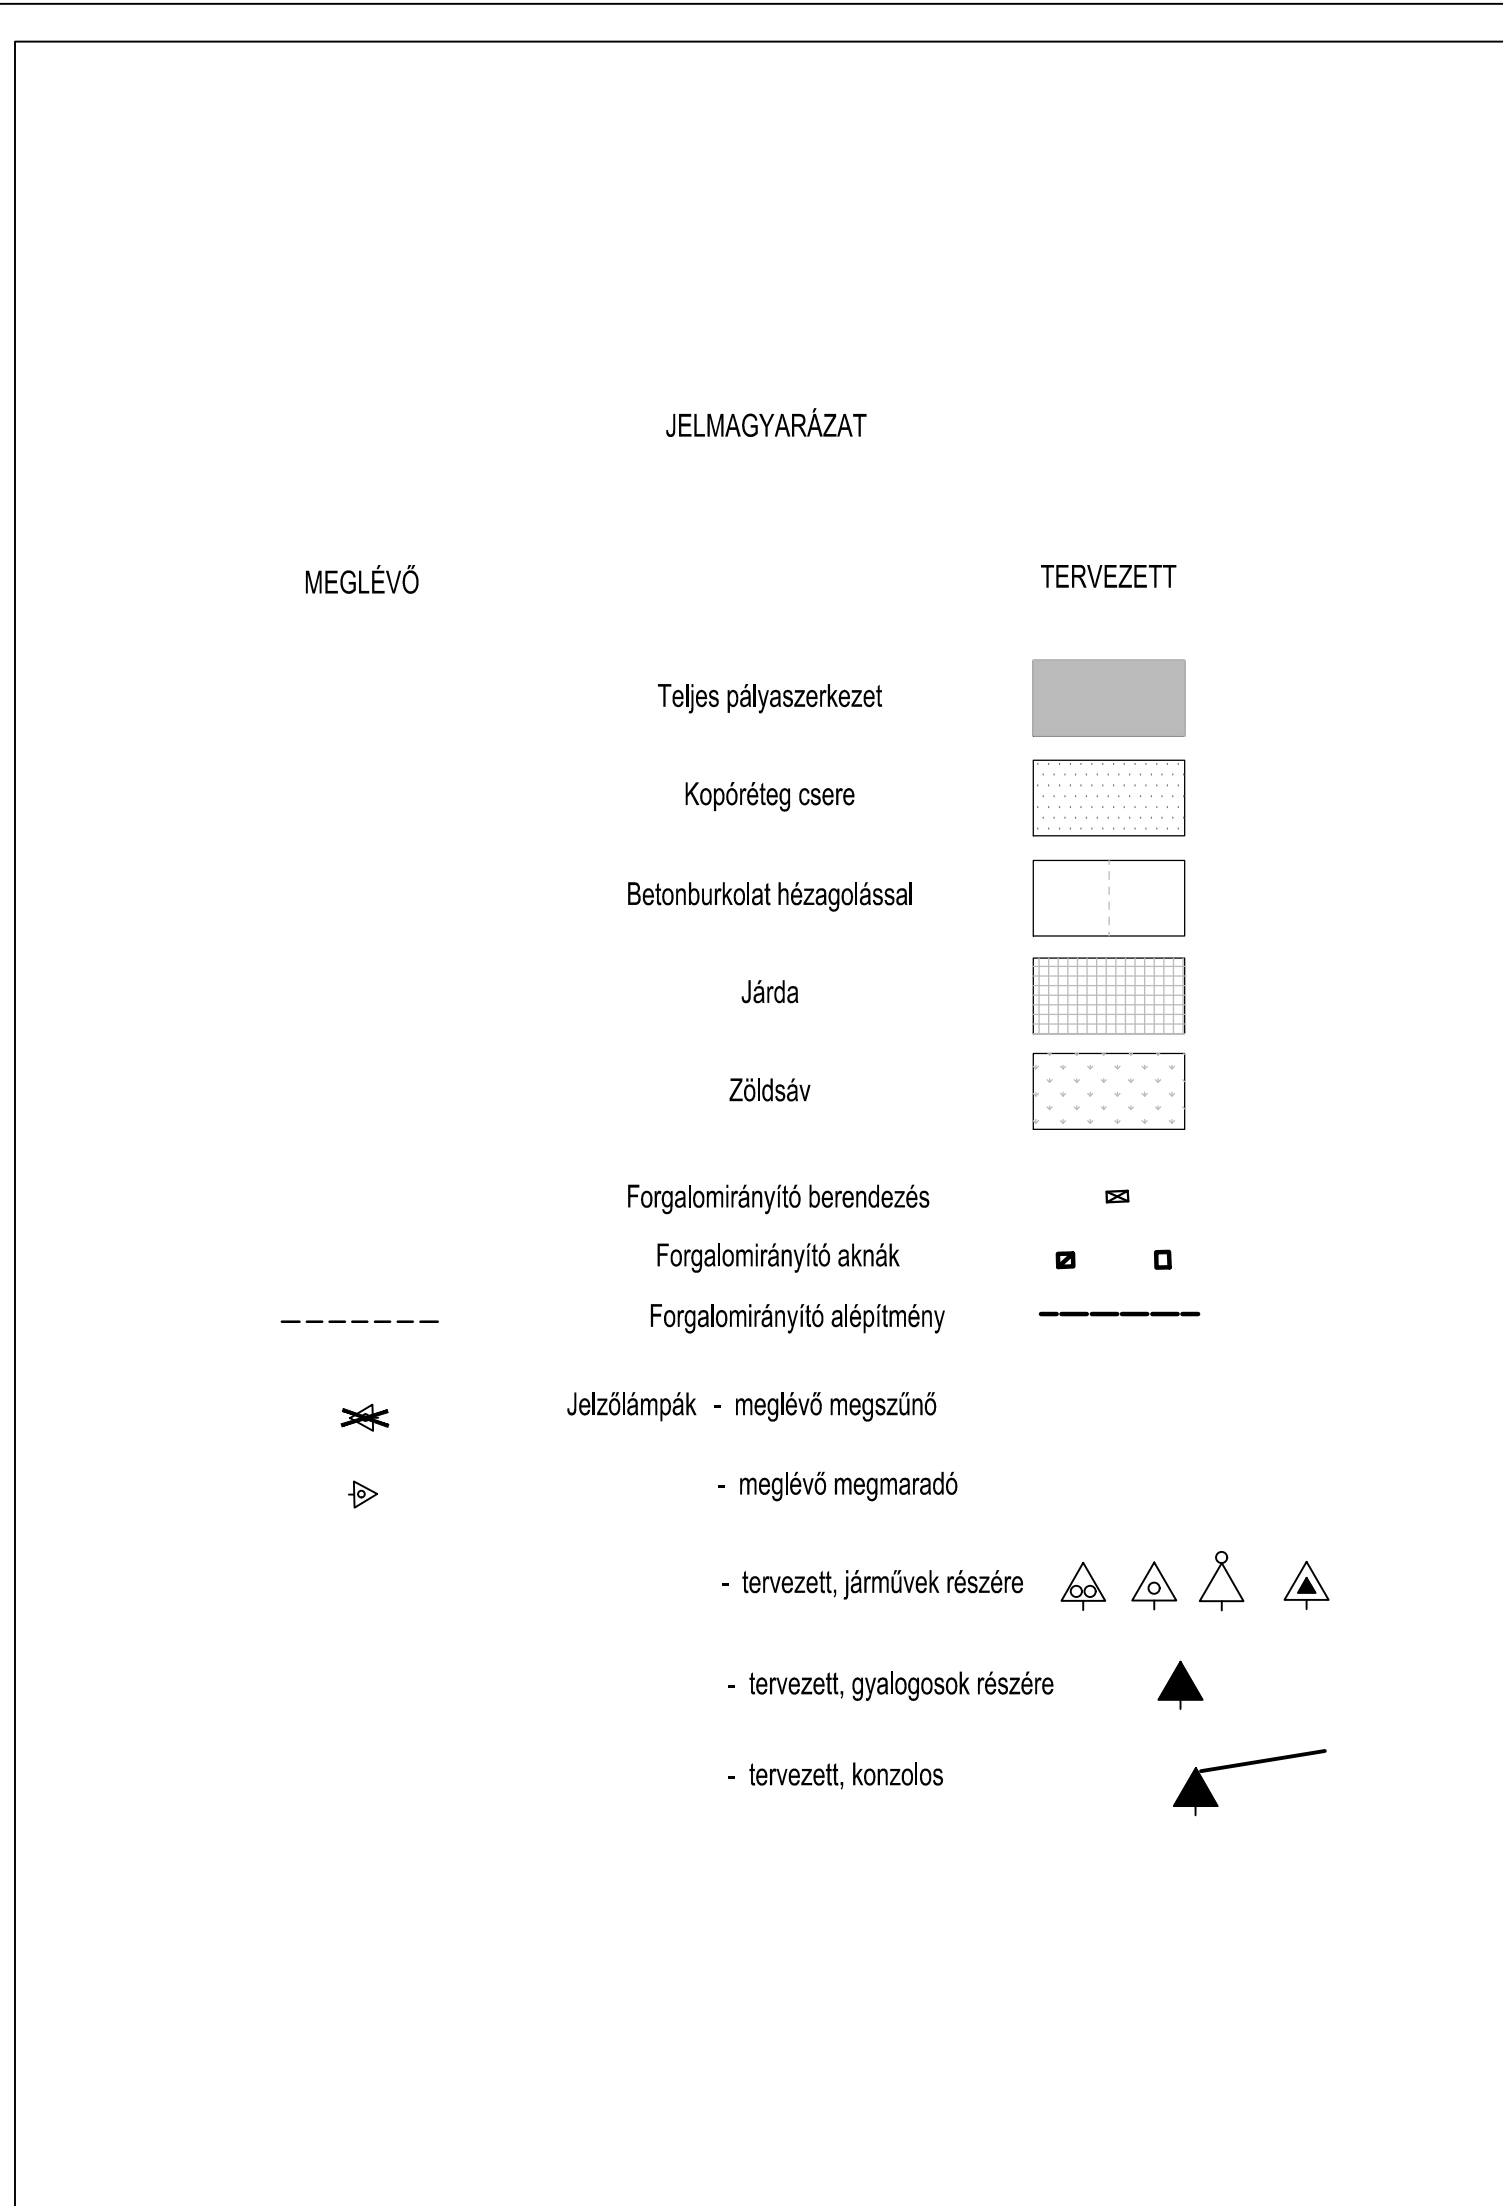 JELMAGYARÁZAT
MEGLÉVŐ
TERVEZETT
Teljes pályaszerkezet
Kopóréteg csere
Betonburkolat hézagolással
Járda
Zöldsáv
Forgalomirányító berendezés
Forgalomirányító aknák
Forgalomirányító alépítmény
Jelzőlámpák - meglévő megszűnő
- meglévő megmaradó
- tervezett, járművek részére
- tervezett, gyalogosok részére
- tervezett, konzolos